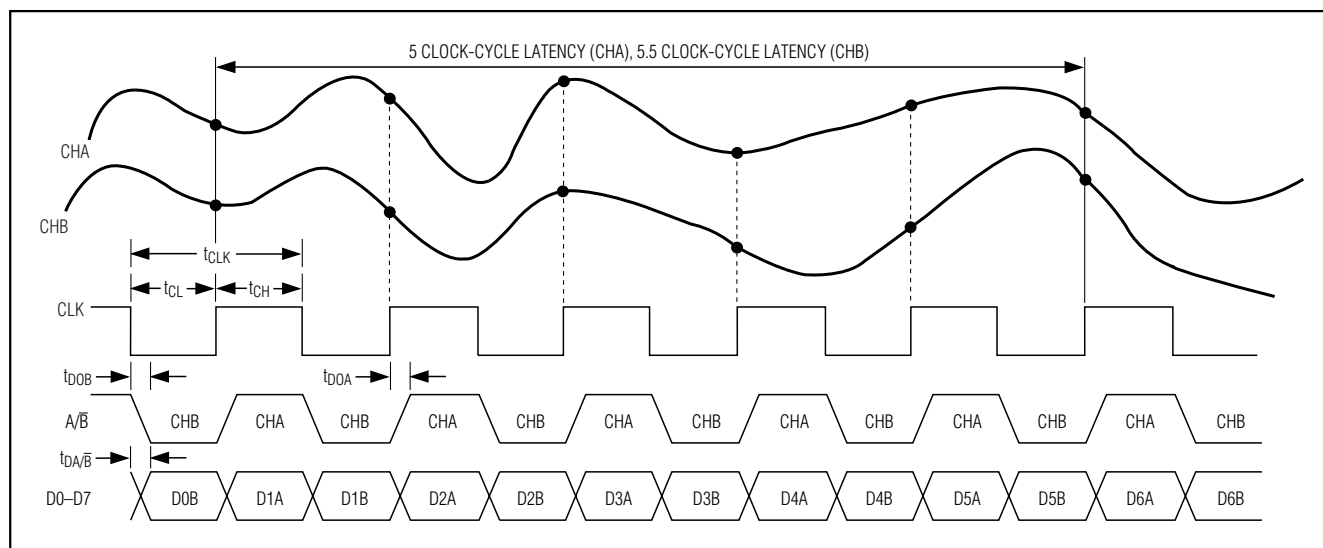 5 CLOCK-CYCLE LATENCY (CHA), 5.5 CLOCK-CYCLE LATENCY (CHB)
CHA
CHB
tCLK
tCL tCH
CLK
tDOB tDOA
A/B̅ CHB CHA CHB CHA CHB CHA CHB CHA CHB CHA CHB CHA CHB
tDA/B̅
D0–D7 D0B D1A D1B D2A D2B D3A D3B D4A D4B D5A D5B D6A D6B